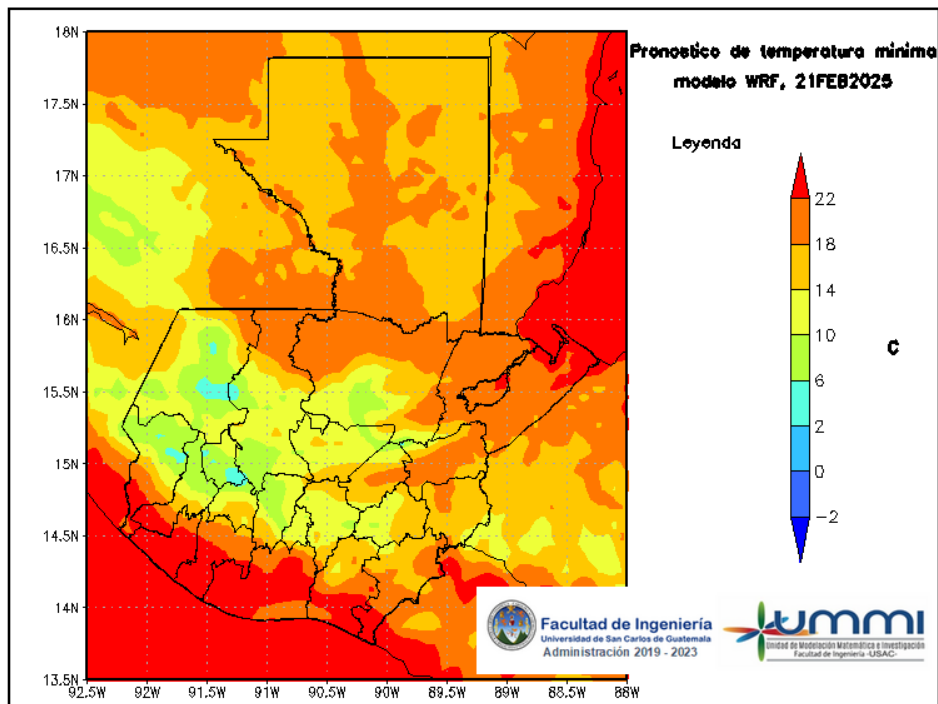 Pronostico de temperatura minima
modelo WRF, 21FEB2025
Leyenda
22
18
14
10
6
2
0
−2
C
18N
17.5N
17N
16.5N
16N
15.5N
15N
14.5N
14N
13.5N
92.5W 92W 91.5W 91W 90.5W 90W 89.5W 89W 88.5W 88W
Facultad de Ingeniería
Universidad de San Carlos de Guatemala
Administración 2019 - 2023
ummi
Unidad de Modelación Matemática e Investigación
Facultad de Ingeniería -USAC-